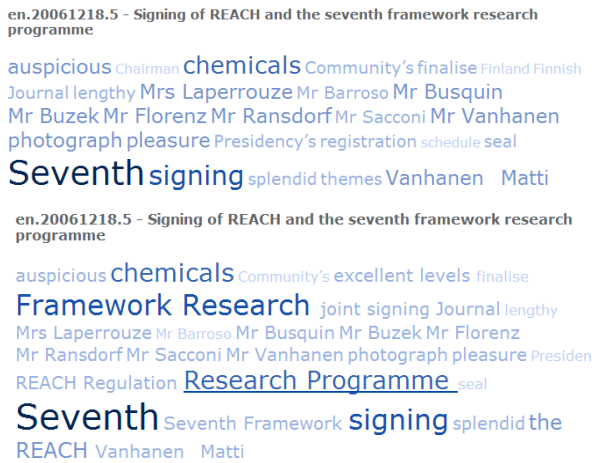 en.20061218.5 - Signing of REACH and the seventh framework research
programme
auspicious Chairman chemicals Community's finalise Finland Finnish
Journal lengthy Mrs Laperrouze Mr Barroso Mr Busquin
Mr Buzek Mr Florenz Mr Ransdorf Mr Sacconi Mr Vanhanen
photograph pleasure Presidency's registration schedule seal
Seventh signing splendid themes Vanhanen Matti
en.20061218.5 - Signing of REACH and the seventh framework research
programme
auspicious chemicals Community's excellent levels finalise
Framework Research joint signing Journal lengthy
Mrs Laperrouze Mr Barroso Mr Busquin Mr Buzek Mr Florenz
Mr Ransdorf Mr Sacconi Mr Vanhanen photograph pleasure Presiden
REACH Regulation Research Programme seal
Seventh Seventh Framework signing splendid the
REACH Vanhanen Matti